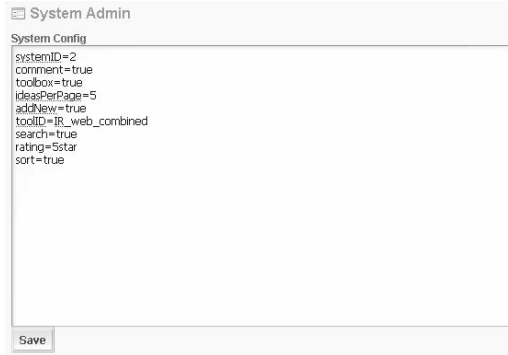 System Admin
System Config
systemID=2
comment=true
toolbox=true
ideasPerPage=5
addNew=true
toolID=IR_web_combined
search=true
rating=5star
sort=true
Save